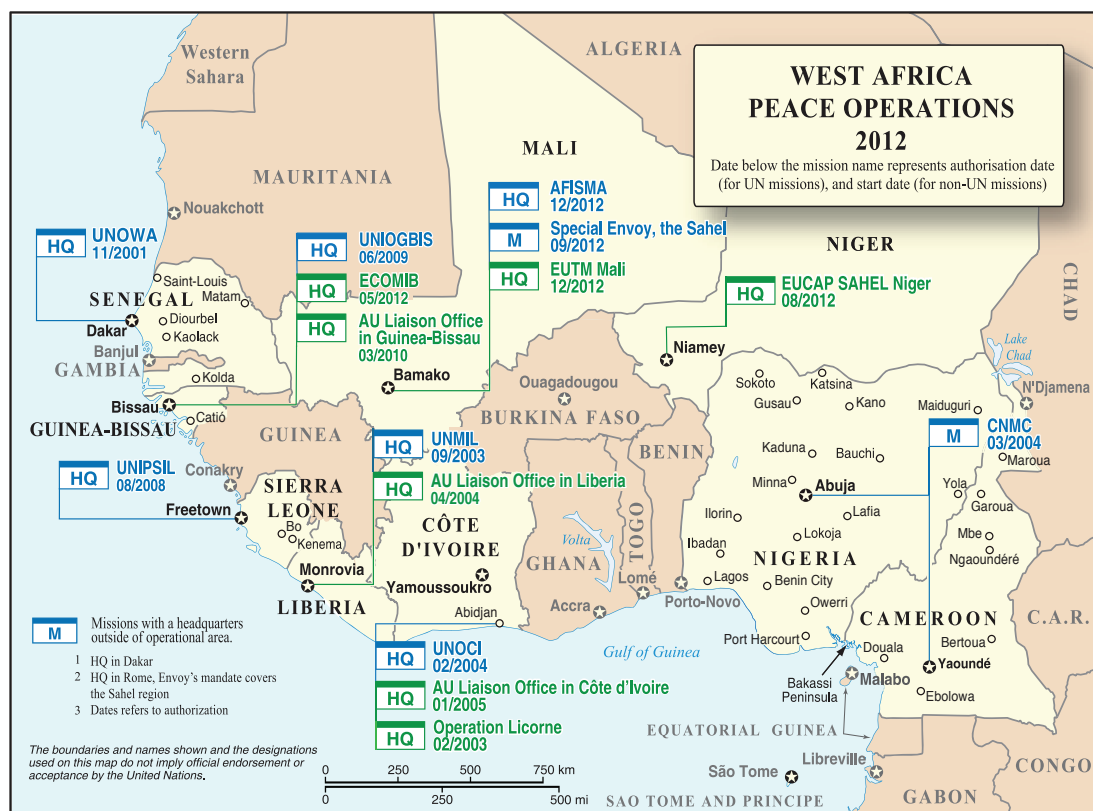 WEST AFRICA
PEACE OPERATIONS
2012
Date below the mission name represents authorisation date
(for UN missions), and start date (for non-UN missions)
Western
Sahara
ALGERIA
MALI
MAURITANIA
Nouakchott
NIGER
CHAD
HQ
UNOWA
11/2001
HQ
UNIOGBIS
06/2009
HQ
ECOMIB
05/2012
HQ
AU Liaison Office
in Guinea-Bissau
03/2010
HQ
AFISMA
12/2012
M
Special Envoy, the Sahel
09/2012
HQ
EUTM Mali
12/2012
HQ
EUCAP SAHEL Niger
08/2012
Saint-Louis
SENEGAL
Matam
Dakar
Diourbel
Kaolack
Banjul
GAMBIA
Kolda
Bissau
GUINEA-BISSAU
Catió
Bamako
Niamey
Lake
Chad
N'Djamena
Ouagadougou
BURKINA FASO
BENIN
Sokoto
Katsina
Gusau
Kano
Maiduguri
HQ
UNIPSIL
08/2008
GUINEA
Conakry
Freetown
SIERRA
LEONE
Bo
Kenema
HQ
UNMIL
09/2003
HQ
AU Liaison Office in Liberia
04/2004
M
CNMC
03/2004
Kaduna
Bauchi
Maroua
Minna
Abuja
Yola
Garoua
Ilorin
Lafia
Lokoja
Mbe
Ngaoundéré
Ibadan
NIGERIA
Lagos
Benin City
Owerri
Port Harcourt
CÔTE
D'IVOIRE
Yamoussoukro
Abidjan
Monrovia
LIBERIA
Volta
GHANA
TOGO
Lomé
Accra
Porto-Novo
CAMEROON
C.A.R.
Bertoua
Douala
Yaoundé
Ebolowa
Bakassi
Peninsula
Malabo
Gulf of Guinea
EQUATORIAL GUINEA
Libreville
São Tome
SAO TOME AND PRINCIPE
GABON
CONGO
HQ
UNOCI
02/2004
HQ
AU Liaison Office in Côte d'Ivoire
01/2005
HQ
Operation Licorne
02/2003
M
Missions with a headquarters
outside of operational area.
1 HQ in Dakar
2 HQ in Rome, Envoy's mandate covers
the Sahel region
3 Dates refers to authorization
The boundaries and names shown and the designations
used on this map do not imply official endorsement or
acceptance by the United Nations.
0 250 500 750 km
0 250 500 mi